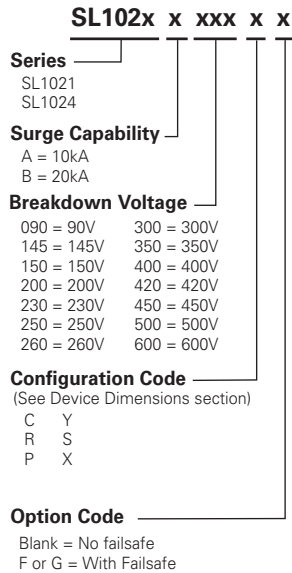 SL102x x xxx x x
Series
SL1021
SL1024
Surge Capability
A = 10kA
B = 20kA
Breakdown Voltage
090 = 90V 300 = 300V
145 = 145V 350 = 350V
150 = 150V 400 = 400V
200 = 200V 420 = 420V
230 = 230V 450 = 450V
250 = 250V 500 = 500V
260 = 260V 600 = 600V
Configuration Code
(See Device Dimensions section)
C Y
R S
P X
Option Code
Blank = No failsafe
F or G = With Failsafe